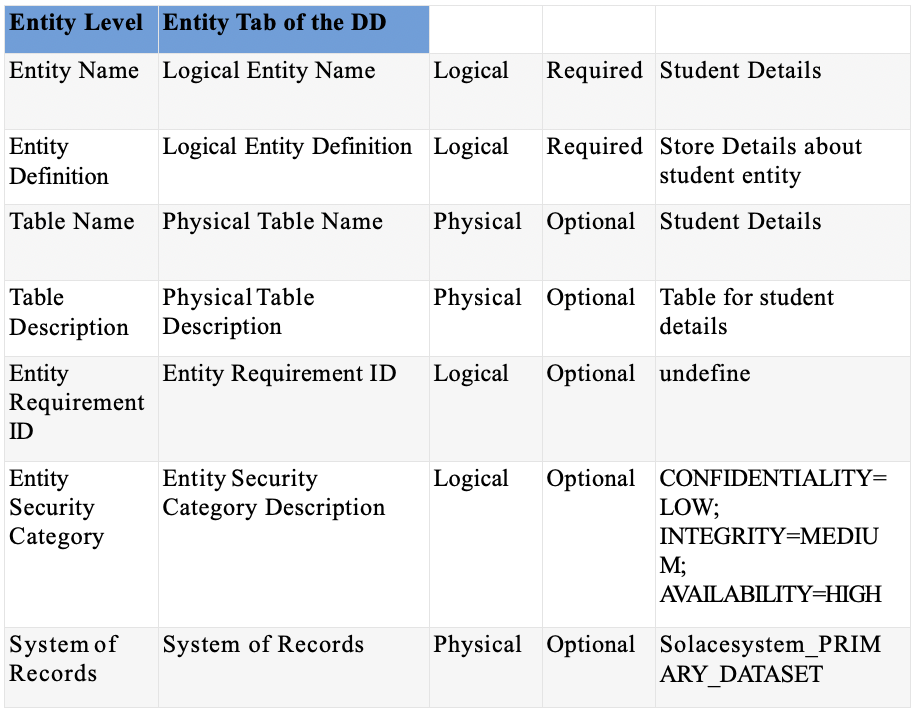 Entity Level Entity Tab of the DD
Entity Name Logical Entity Name Logical Required Student Details
Entity Logical Entity Definition Logical Required Store Details about
Definition student entity
Table Name Physical Table Name Physical Optional Student Details
Table Physical Table Physical Optional Table for student
Description Description details
Entity Entity Requirement ID Logical Optional undefine
Requirement
ID
Entity Entity Security Logical Optional CONFIDENTIALITY=
Security Category Description LOW;
Category INTEGRITY=MEDIU
M;
AVAILABILITY=HIGH
System of System of Records Physical Optional Solacesystem_PRIM
Records ARY_DATASET